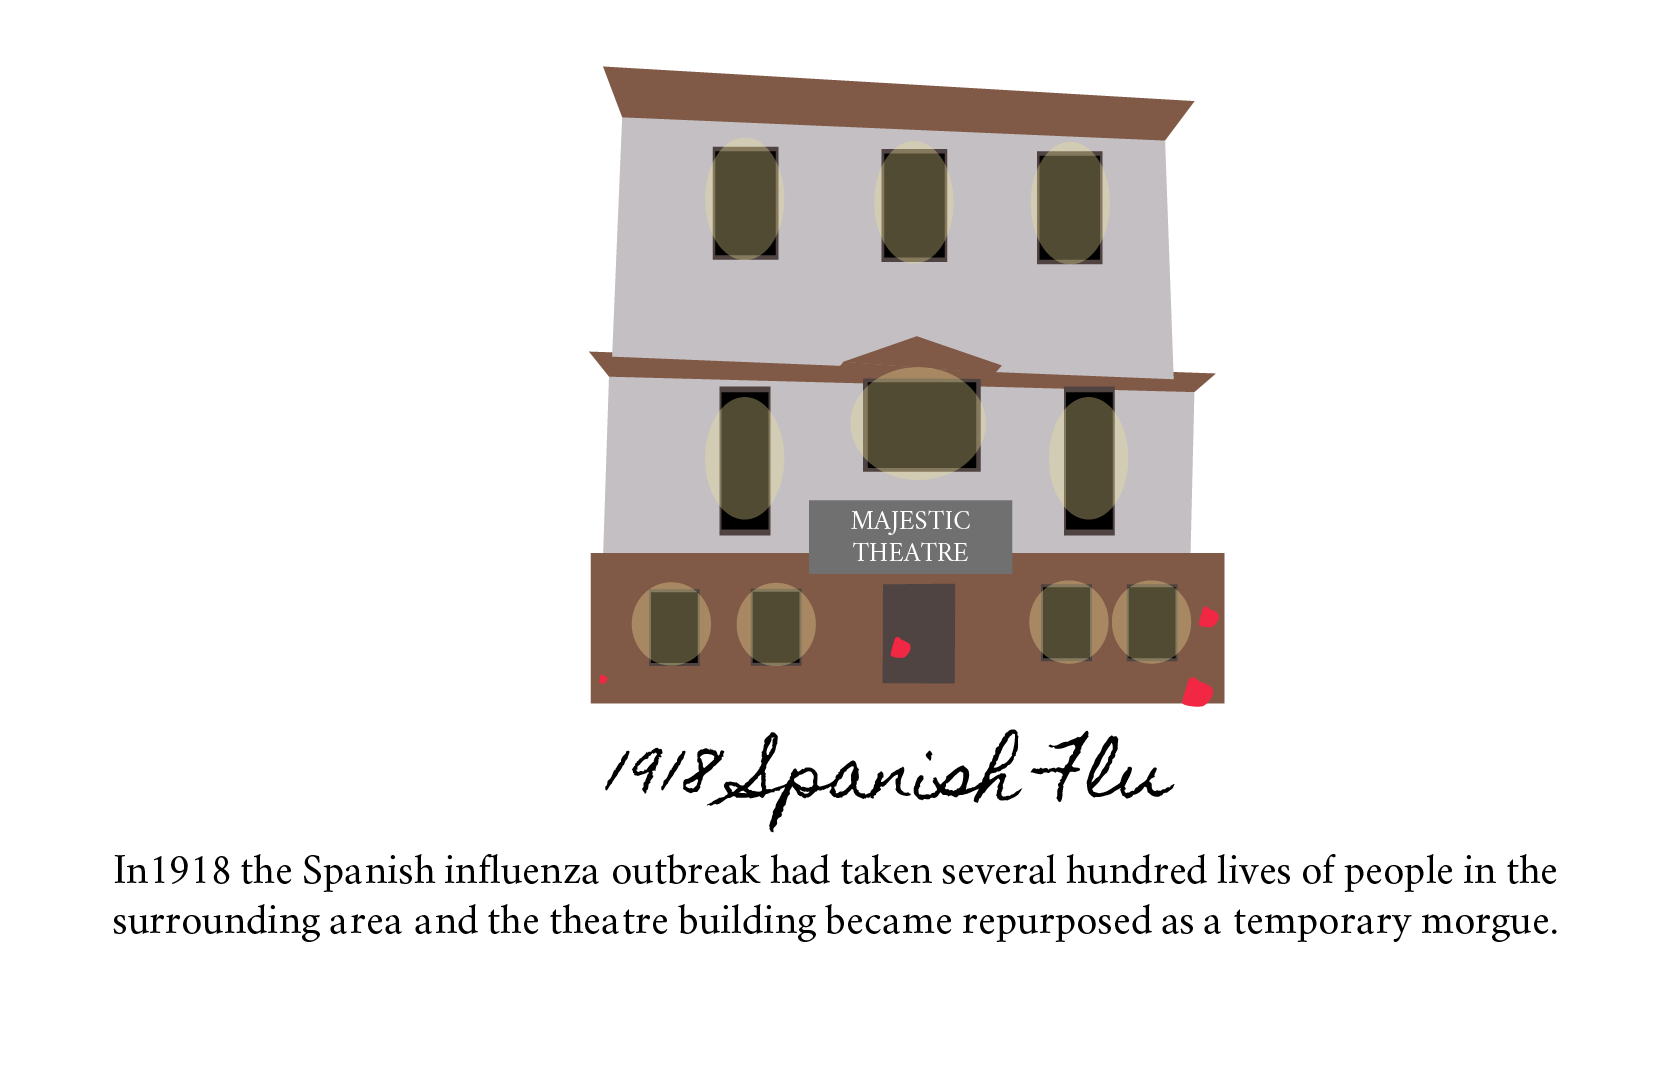 MAJESTIC
THEATRE
1918 Spanish Flu
In1918 the Spanish influenza outbreak had taken several hundred lives of people in the
surrounding area and the theatre building became repurposed as a temporary morgue.